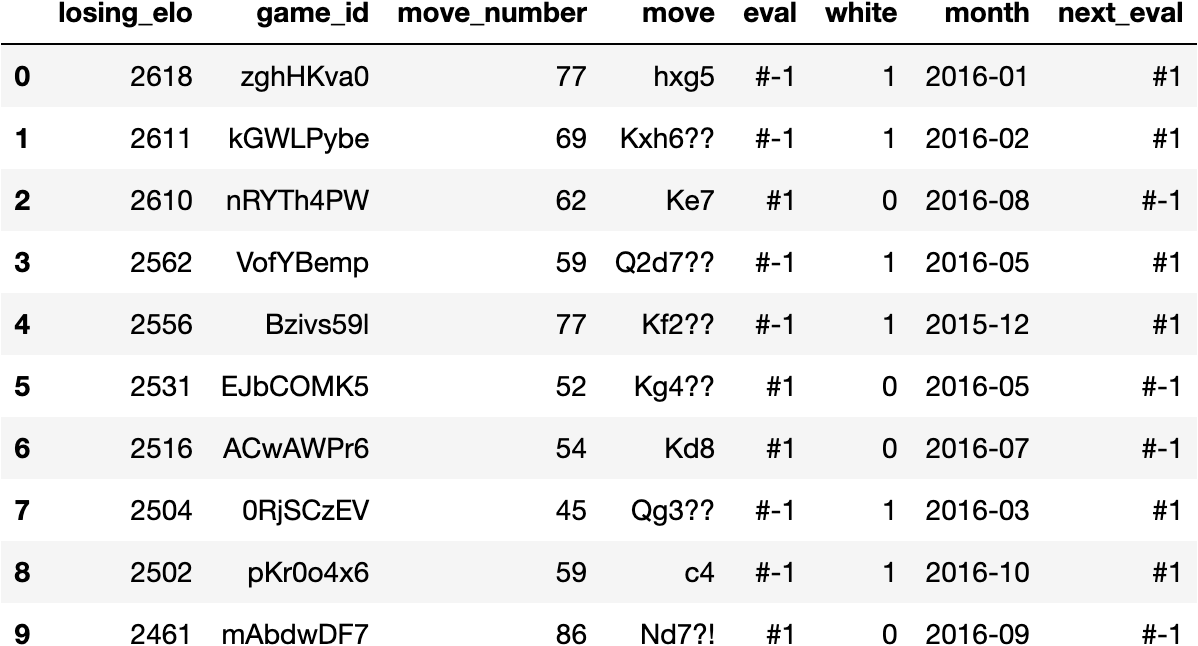 losing_elo game_id move_number move eval white month next_eval
0 2618 zghHKva0 77 hxg5 #-1 1 2016-01 #1
1 2611 kGWLPybe 69 Kxh6?? #-1 1 2016-02 #1
2 2610 nRYTh4PW 62 Ke7 #1 0 2016-08 #-1
3 2562 VofYBemp 59 Q2d7?? #-1 1 2016-05 #1
4 2556 Bzivs59l 77 Kf2?? #-1 1 2015-12 #1
5 2531 EJbCOMK5 52 Kg4?? #1 0 2016-05 #-1
6 2516 ACwAWPr6 54 Kd8 #1 0 2016-07 #-1
7 2504 0RjSCzEV 45 Qg3?? #-1 1 2016-03 #1
8 2502 pKr0o4x6 59 c4 #-1 1 2016-10 #1
9 2461 mAbdwDF7 86 Nd7?! #1 0 2016-09 #-1